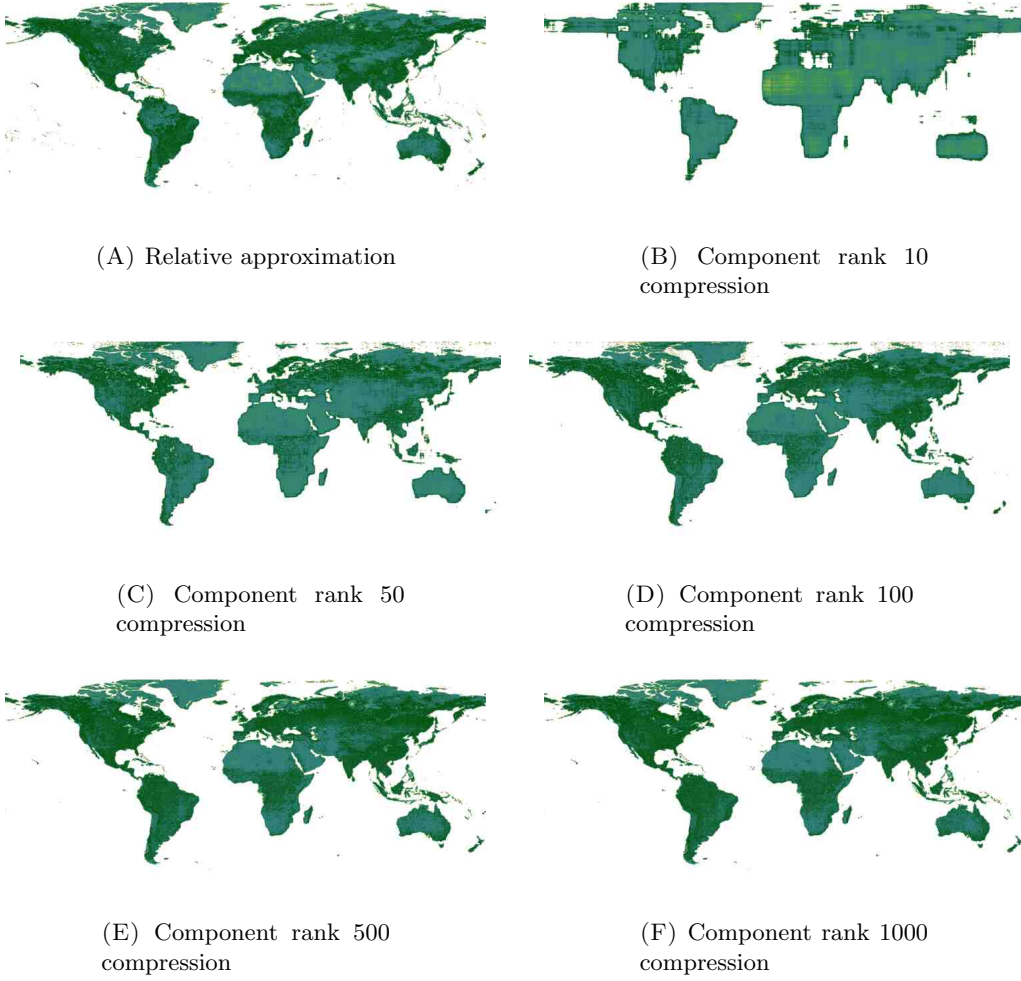 (A) Relative approximation
(B) Component rank 10
compression
(C) Component rank 50
compression
(D) Component rank 100
compression
(E) Component rank 500
compression
(F) Component rank 1000
compression